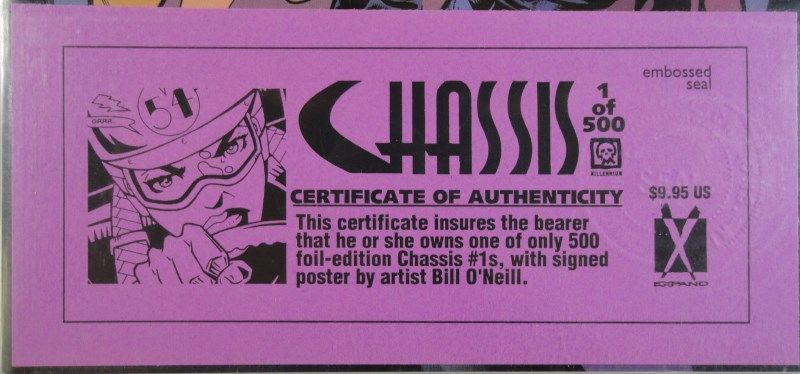 54
GRRR.
CHASSIS
1
of
500
MILLENNIUM
embossed
seal
SEAL
CERTIFICATE OF AUTHENTICITY
$9.95 US
This certificate insures the bearer
that he or she owns one of only 500
foil-edition Chassis #1s, with signed
poster by artist Bill O'Neill.
X
EXPAND